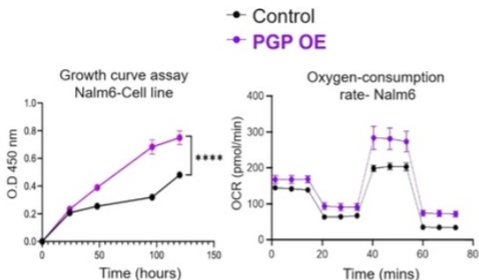 Control
PGP OE
Growth curve assay
Nalm6-Cell line
O.D 450 nm
1.0
0.8
0.6
0.4
0.2
0.0
****
0
50
100
150
Time (hours)
Oxygen-consumption
rate- Nalm6
OCR (pmol/min)
400
300
200
100
0
0
20
40
60
80
Time (mins)